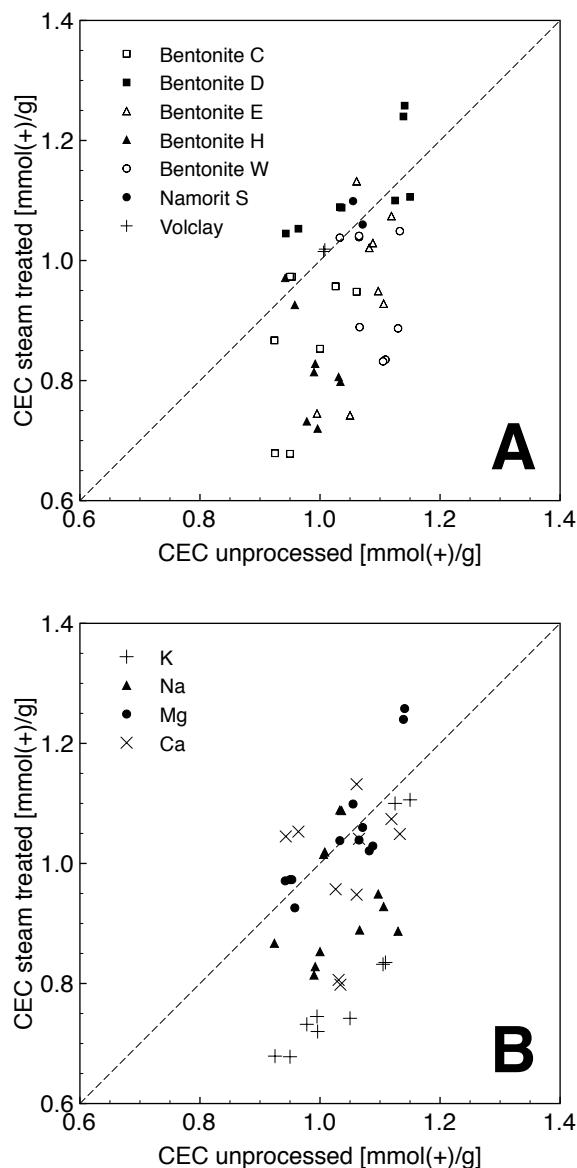 1.4
Bentonite C
Bentonite D
Bentonite E
Bentonite H
Bentonite W
Namorit S
Volclay
1.2
1.0
0.8
0.6
CEC steam treated [mmol(+)/g]
A
0.6 0.8 1.0 1.2 1.4
CEC unprocessed [mmol(+)/g]
1.4
K
Na
Mg
Ca
1.2
1.0
0.8
0.6
CEC steam treated [mmol(+)/g]
B
0.6 0.8 1.0 1.2 1.4
CEC unprocessed [mmol(+)/g]